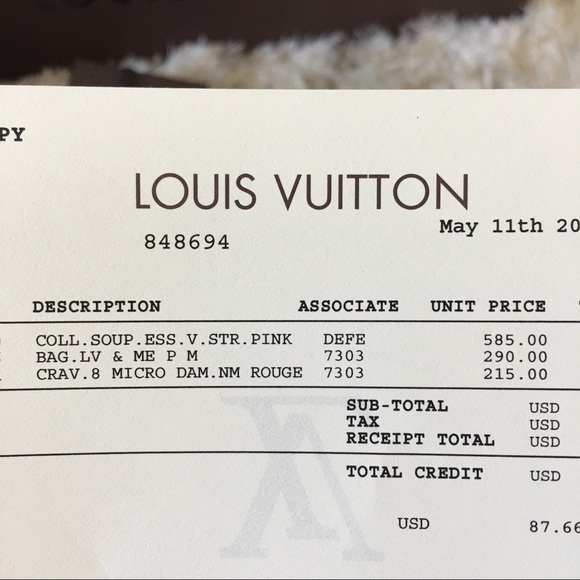 PY
LOUIS VUITTON
May 11th 20
848694
DESCRIPTION ASSOCIATE UNIT PRICE
COLL.SOUP.ESS.V.STR.PINK DEFE 585.00
BAG.LV & ME P M 7303 290.00
CRAV.8 MICRO DAM.NM ROUGE 7303 215.00
SUB-TOTAL USD
TAX USD
RECEIPT TOTAL USD
TOTAL CREDIT USD
USD 87.66